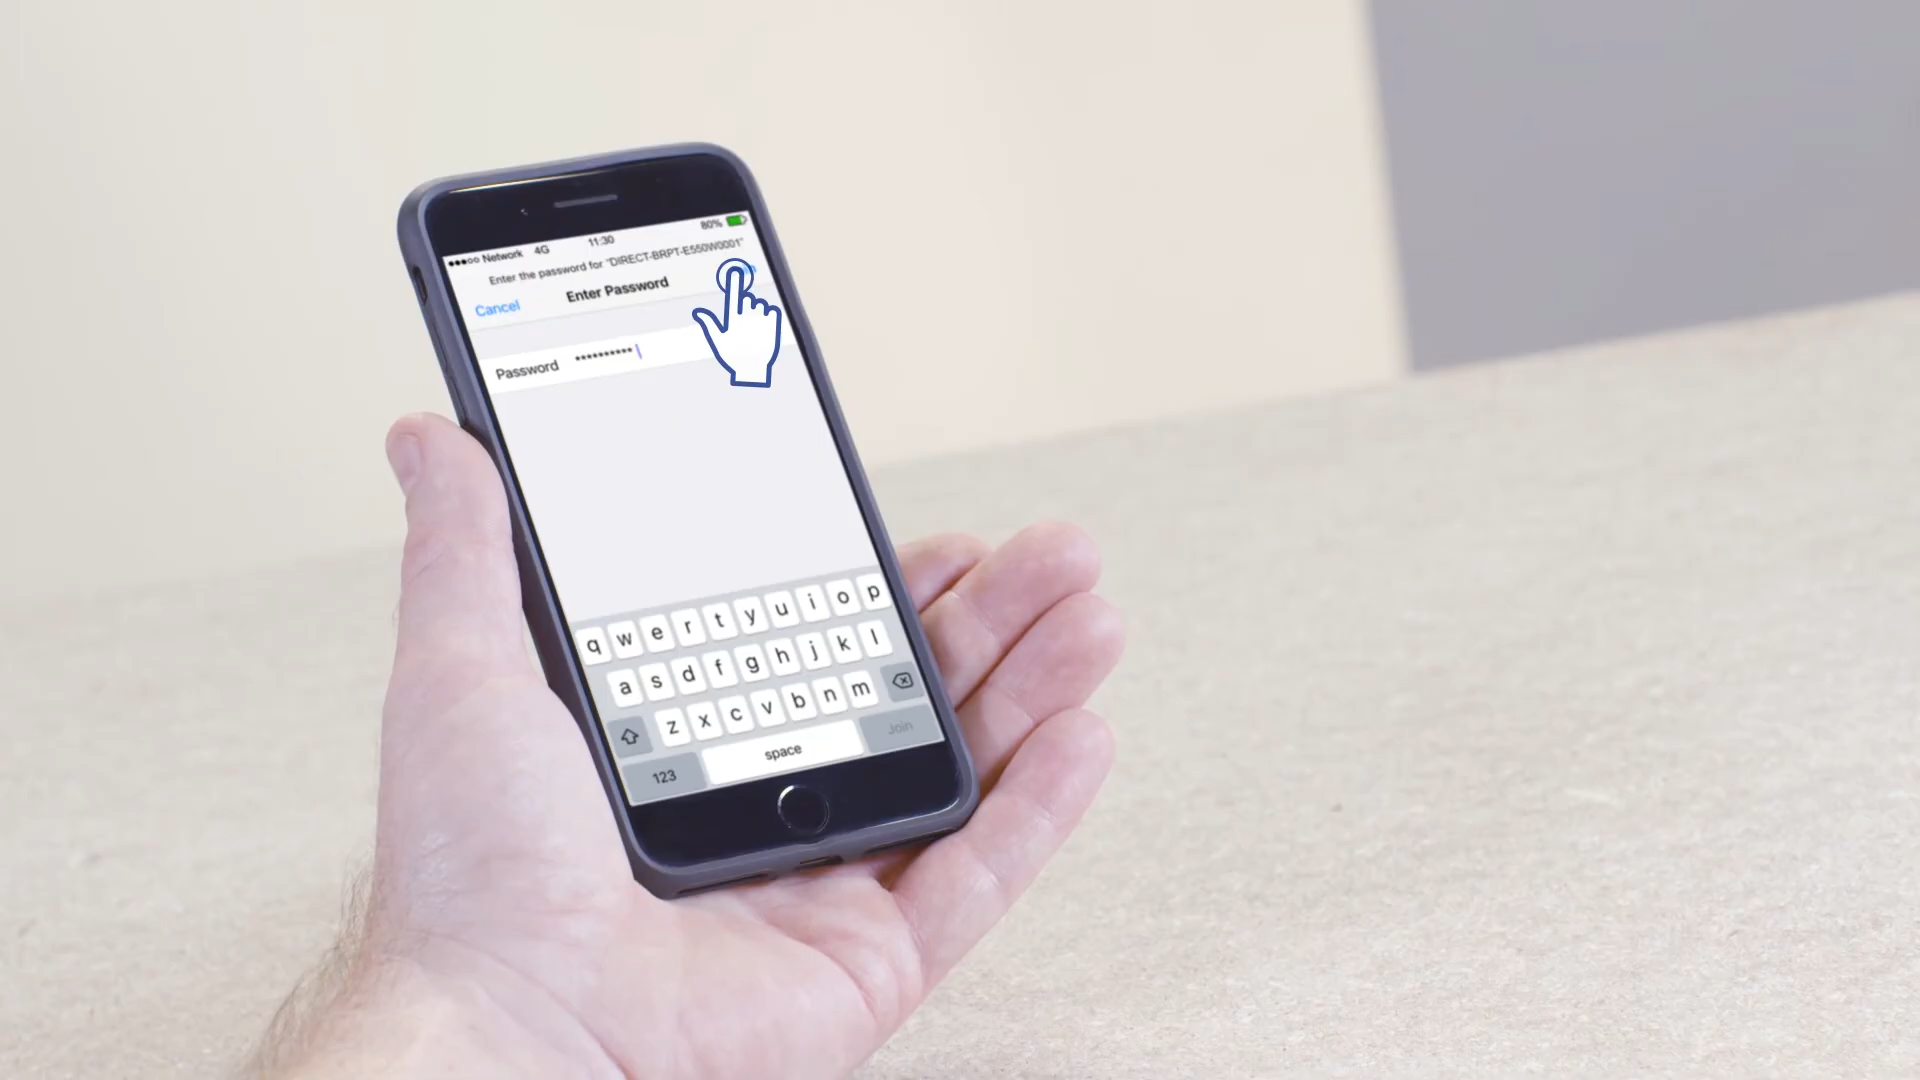 Network 4G 11:30 80%
Enter the password for "DIRECT-BRPT-E550W0001"
Cancel Enter Password
Password ••••••••••
q w e r t y u i o p
a s d f g h j k l
z x c v b n m
123 space Join